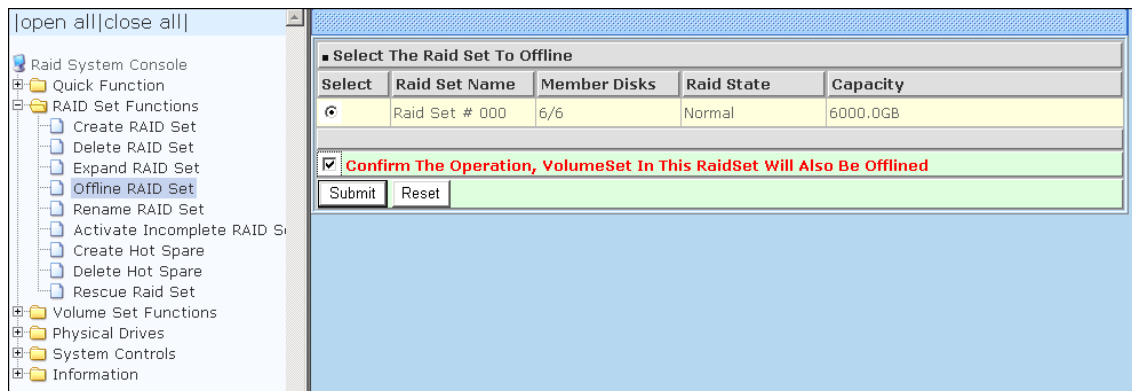 |open all|close all|
Raid System Console
Quick Function
RAID Set Functions
Create RAID Set
Delete RAID Set
Expand RAID Set
Offline RAID Set
Rename RAID Set
Activate Incomplete RAID S
Create Hot Spare
Delete Hot Spare
Rescue Raid Set
Volume Set Functions
Physical Drives
System Controls
Information
Select The Raid Set To Offline
Select Raid Set Name Member Disks Raid State Capacity
Raid Set # 000 6/6 Normal 6000.0GB
Confirm The Operation, VolumeSet In This RaidSet Will Also Be Offlined
Submit Reset